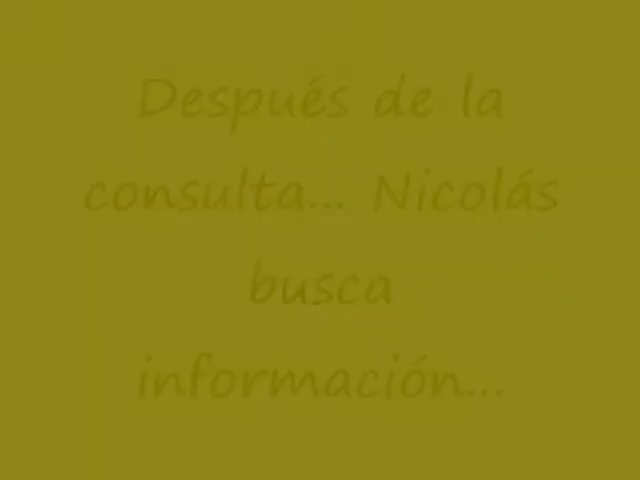 Después de la
consulta... Nicolás
busca
información...